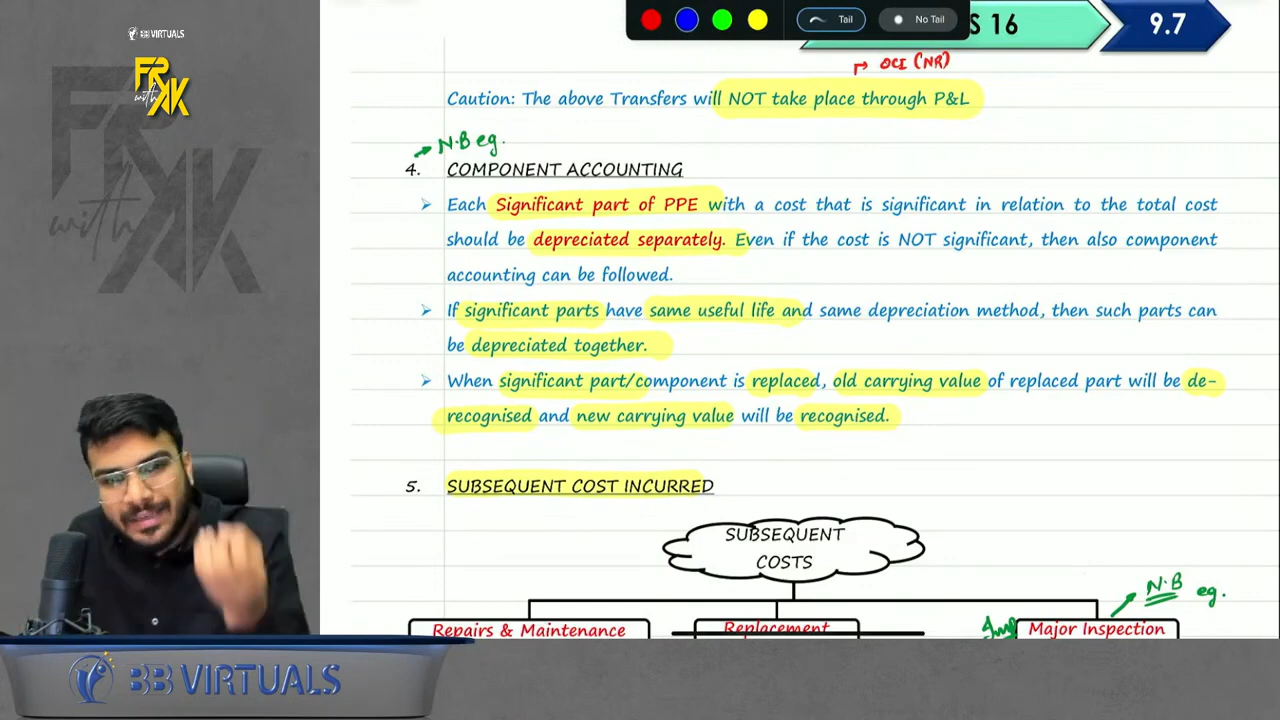 BB VIRTUALS
FR
with
AK
FR
with
AK
Tail
No Tail
S 16
9.7
OCI (NR)
Caution: The above Transfers will NOT take place through P&L
N.B eg.
4. COMPONENT ACCOUNTING
➢ Each Significant part of PPE with a cost that is significant in relation to the total cost
should be depreciated separately. Even if the cost is NOT significant, then also component
accounting can be followed.
➢ If significant parts have same useful life and same depreciation method, then such parts can
be depreciated together.
➢ When significant part/component is replaced, old carrying value of replaced part will be de-
recognised and new carrying value will be recognised.
5. SUBSEQUENT COST INCURRED
SUBSEQUENT
COSTS
N.B eg.
Repairs & Maintenance
Replacement
Major Inspection
BB VIRTUALS